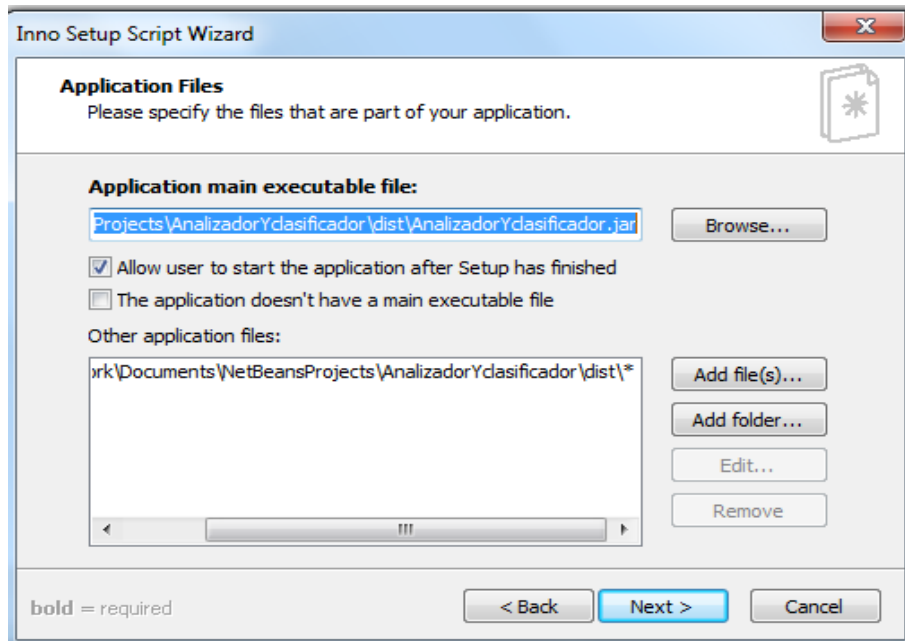 Inno Setup Script Wizard
Application Files
Please specify the files that are part of your application.
Application main executable file:
Projects\AnalizadorYclasificador\dist\AnalizadorYclasificador.jar
Browse...
Allow user to start the application after Setup has finished
The application doesn't have a main executable file
Other application files:
ork\Documents\NetBeansProjects\AnalizadorYclasificador\dist\*
Add file(s)...
Add folder...
Edit...
Remove
bold = required
< Back
Next >
Cancel